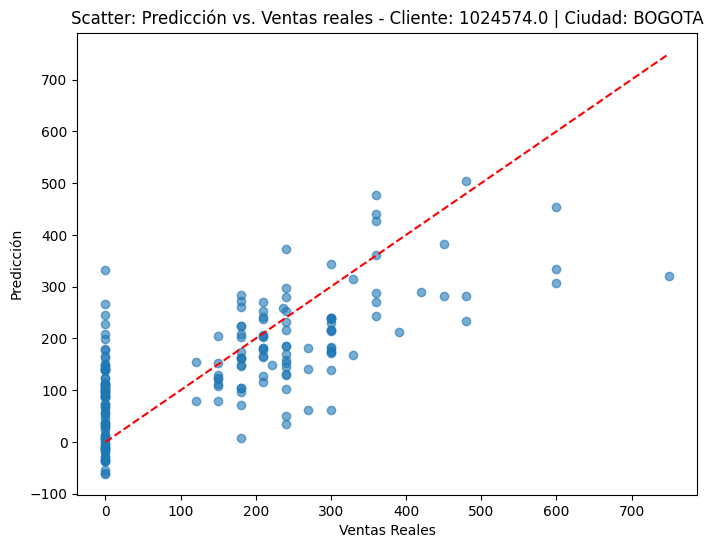 Scatter: Predicción vs. Ventas reales - Cliente: 1024574.0 | Ciudad: BOGOTA
700
600
500
400
300
200
100
0
−100
Predicción
0 100 200 300 400 500 600 700
Ventas Reales